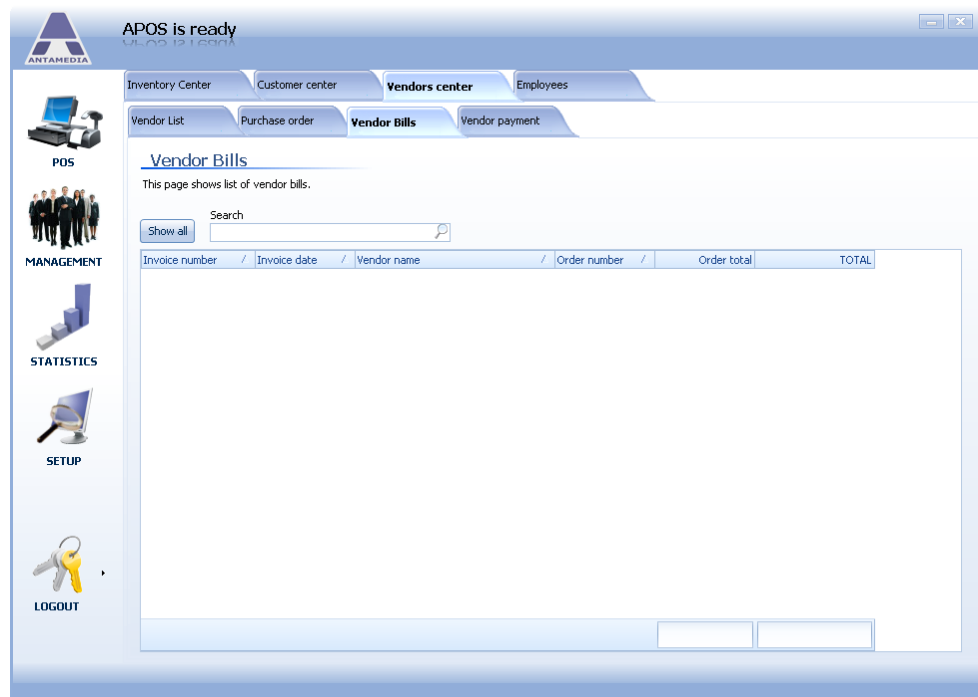 APOS is ready
ANTAMEDIA
Inventory Center Customer center Vendors center Employees
Vendor List Purchase order Vendor Bills Vendor payment
POS
Vendor Bills
This page shows list of vendor bills.
Search
Show all
Invoice number / Invoice date / Vendor name / Order number / Order total TOTAL
MANAGEMENT
STATISTICS
SETUP
LOGOUT